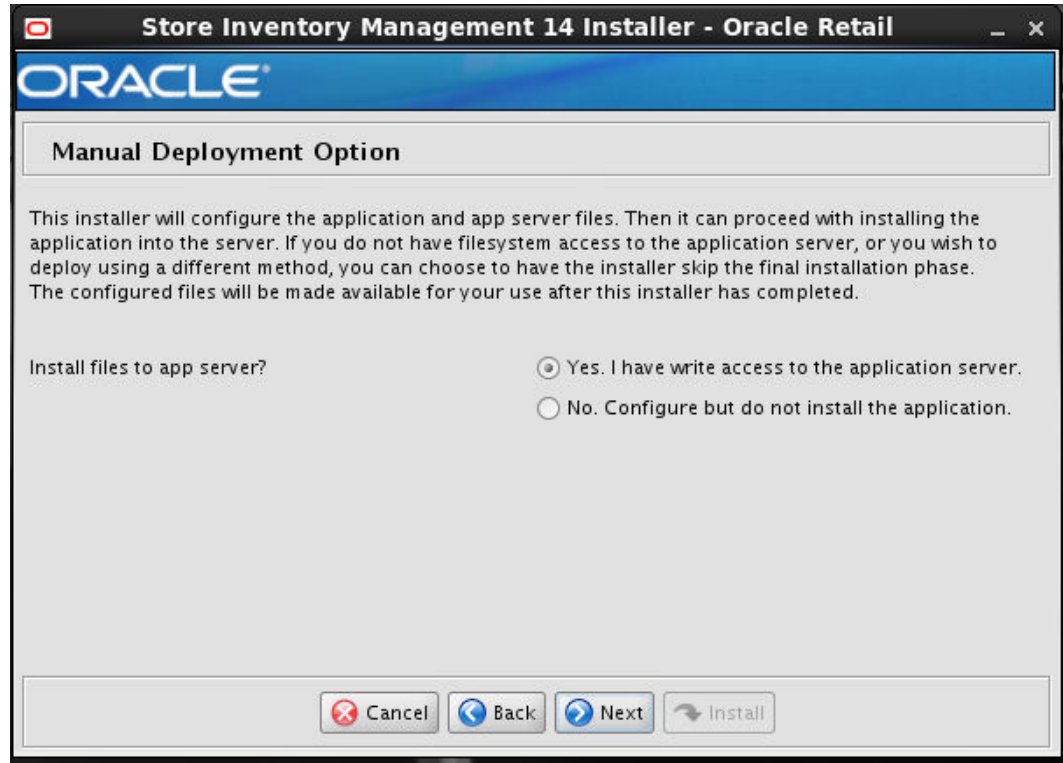 Store Inventory Management 14 Installer - Oracle Retail
ORACLE
Manual Deployment Option
This installer will configure the application and app server files. Then it can proceed with installing the
application into the server. If you do not have filesystem access to the application server, or you wish to
deploy using a different method, you can choose to have the installer skip the final installation phase.
The configured files will be made available for your use after this installer has completed.
Install files to app server?
Yes. I have write access to the application server.
No. Configure but do not install the application.
Cancel Back Next Install